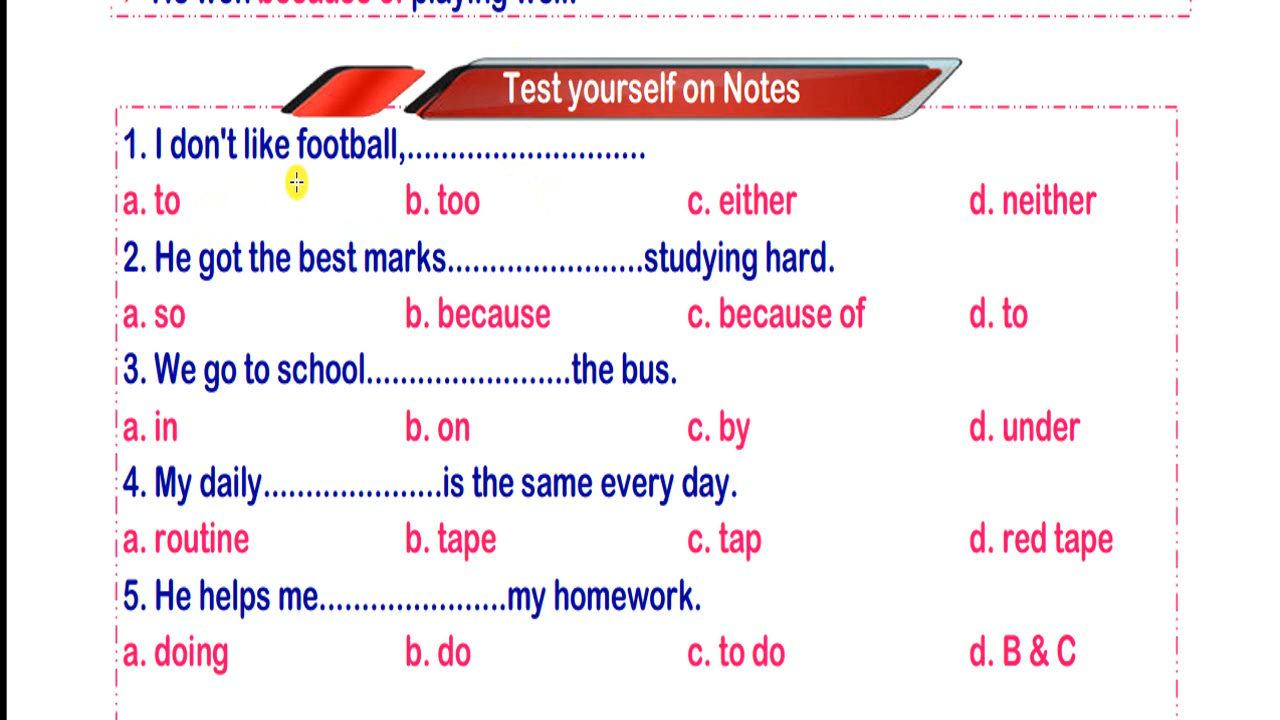 Test yourself on Notes
1. I don't like football,............................
a. to b. too c. either d. neither
2. He got the best marks.......................studying hard.
a. so b. because c. because of d. to
3. We go to school........................the bus.
a. in b. on c. by d. under
4. My daily.....................is the same every day.
a. routine b. tape c. tap d. red tape
5. He helps me......................my homework.
a. doing b. do c. to do d. B & C